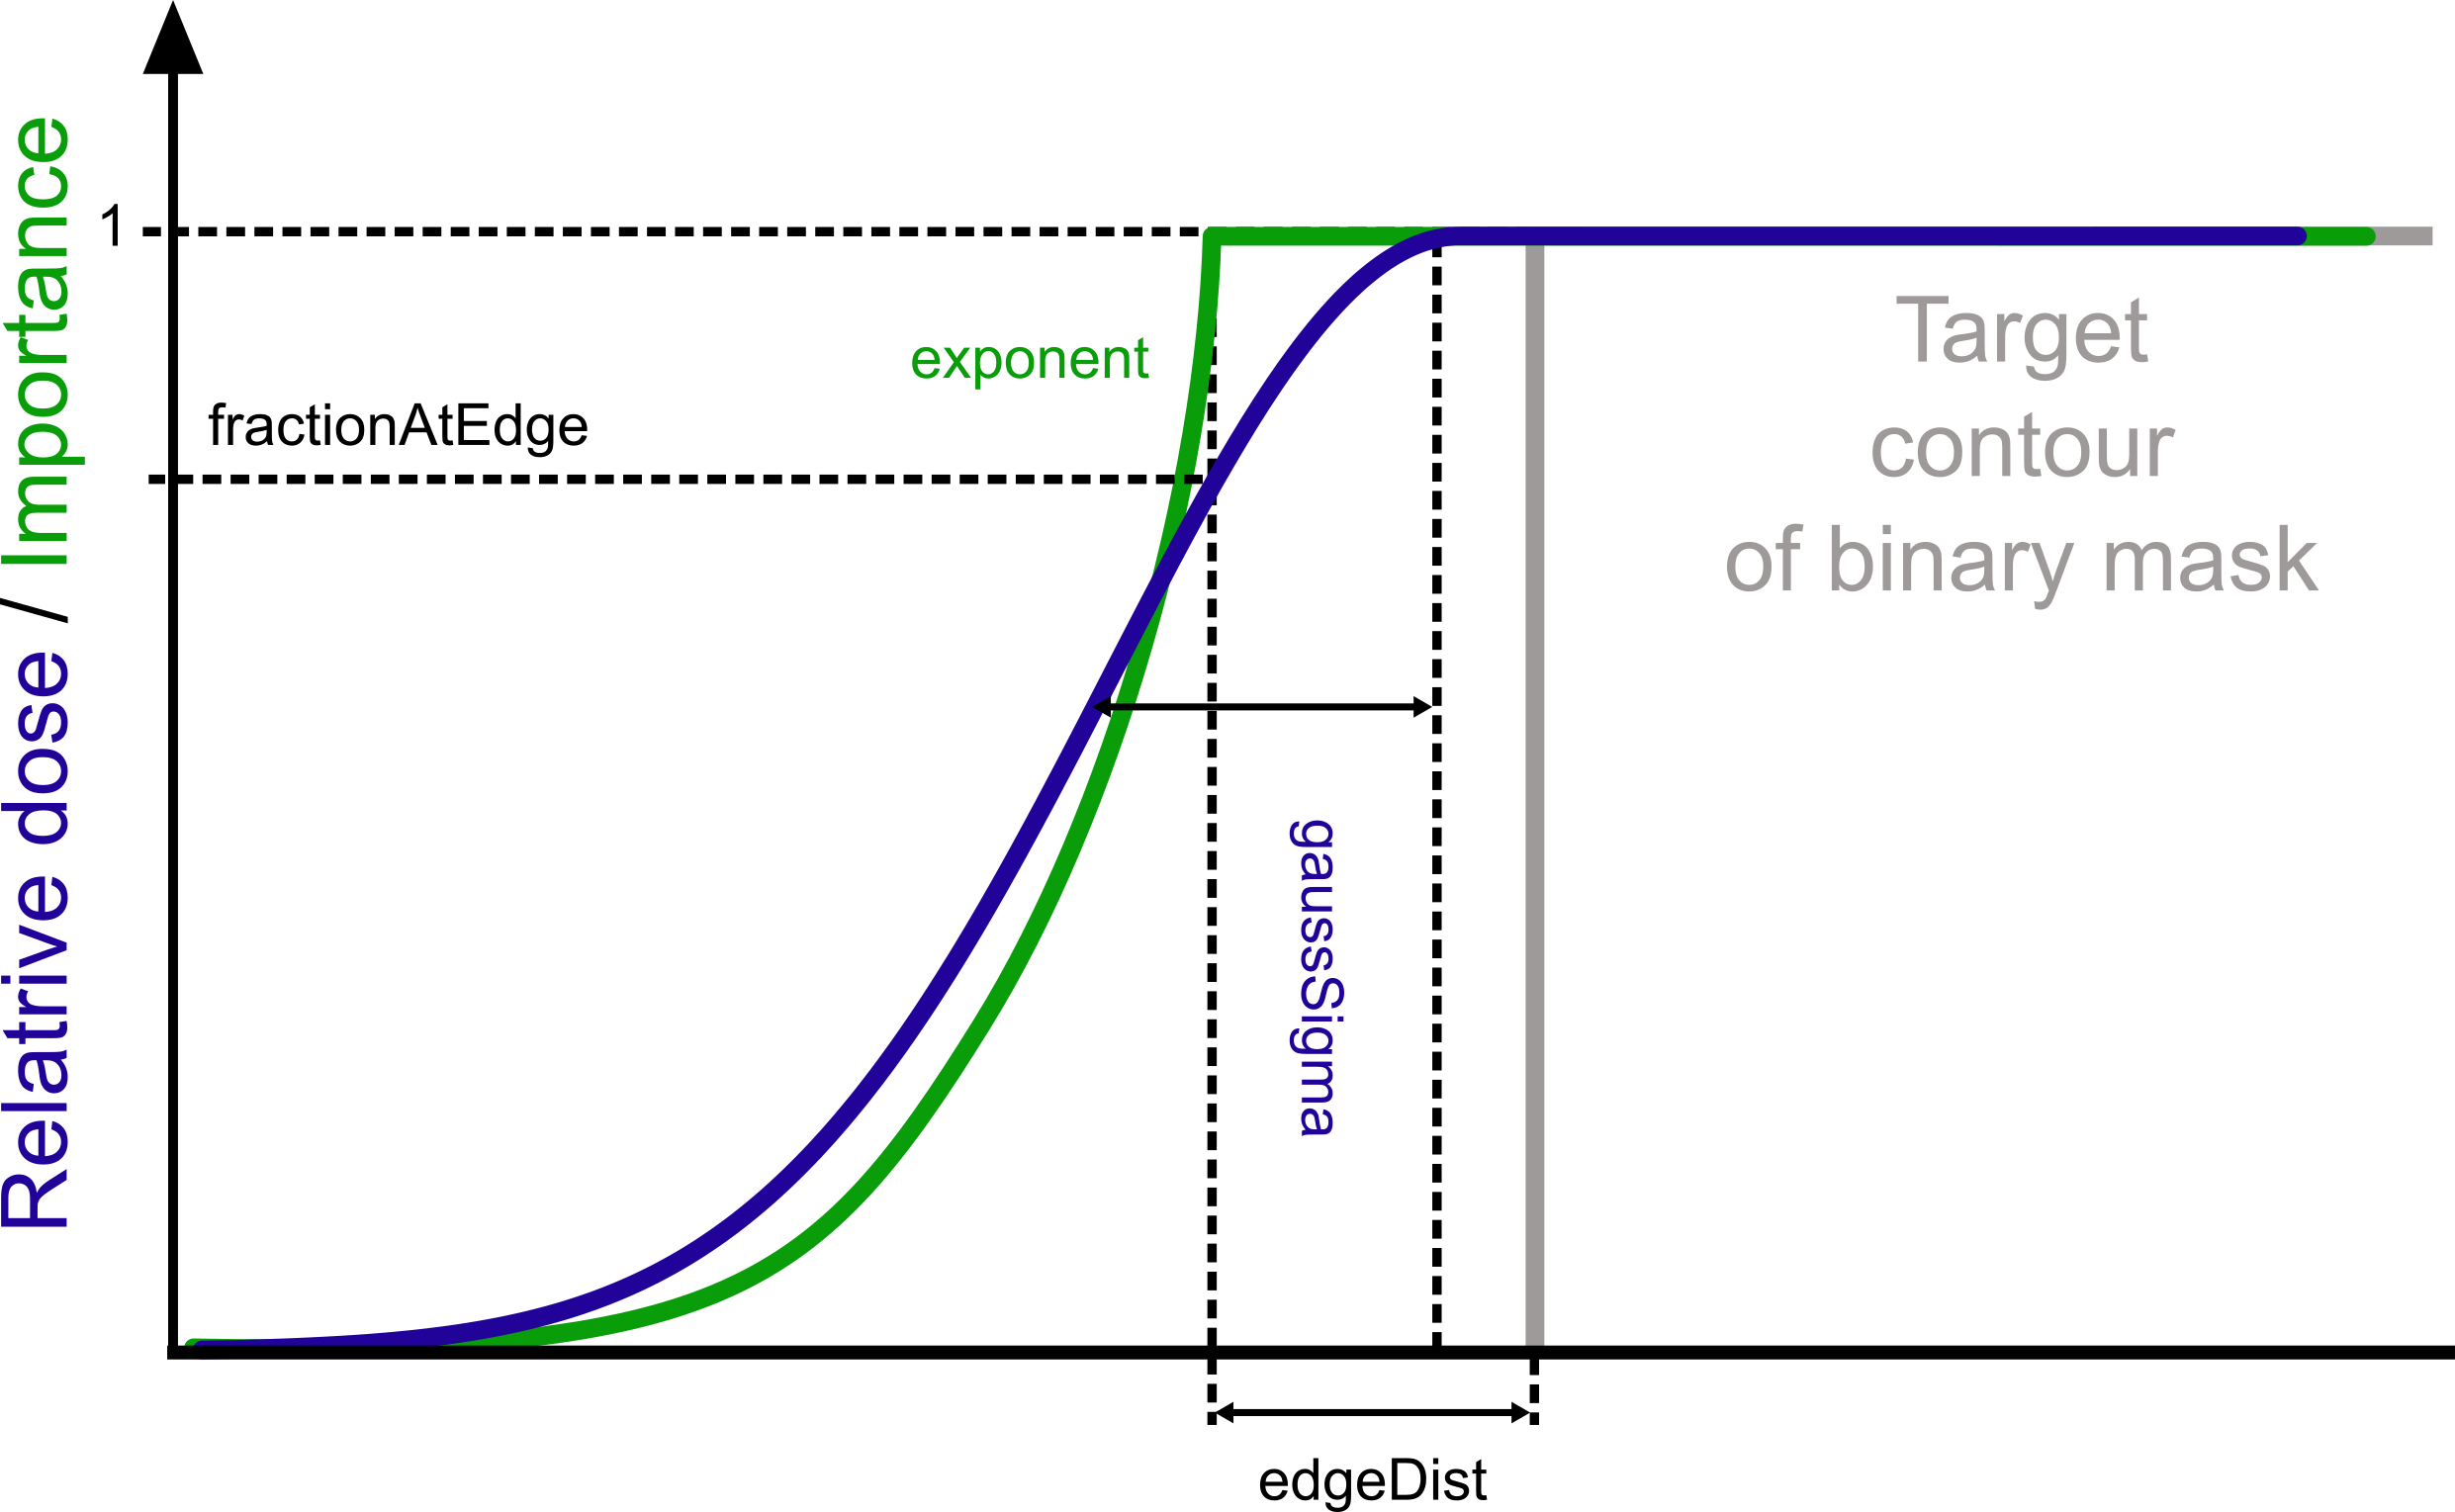 Relatrive dose / Importance
1
fractionAtEdge
exponent
Target
contour
of binary mask
gaussSigma
edgeDist